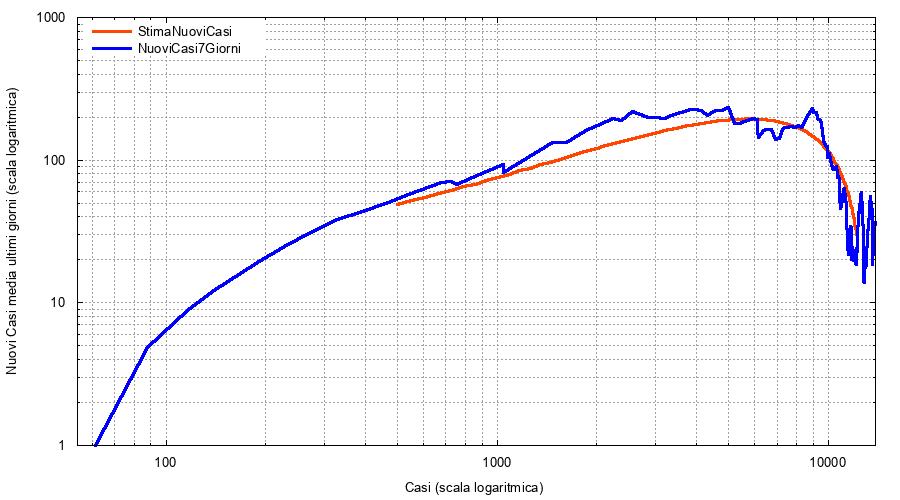 1000
StimaNuoviCasi
NuoviCasi7Giorni
100
10
1
100
1000
10000
Nuovi Casi media ultimi giorni (scala logaritmica)
Casi (scala logaritmica)